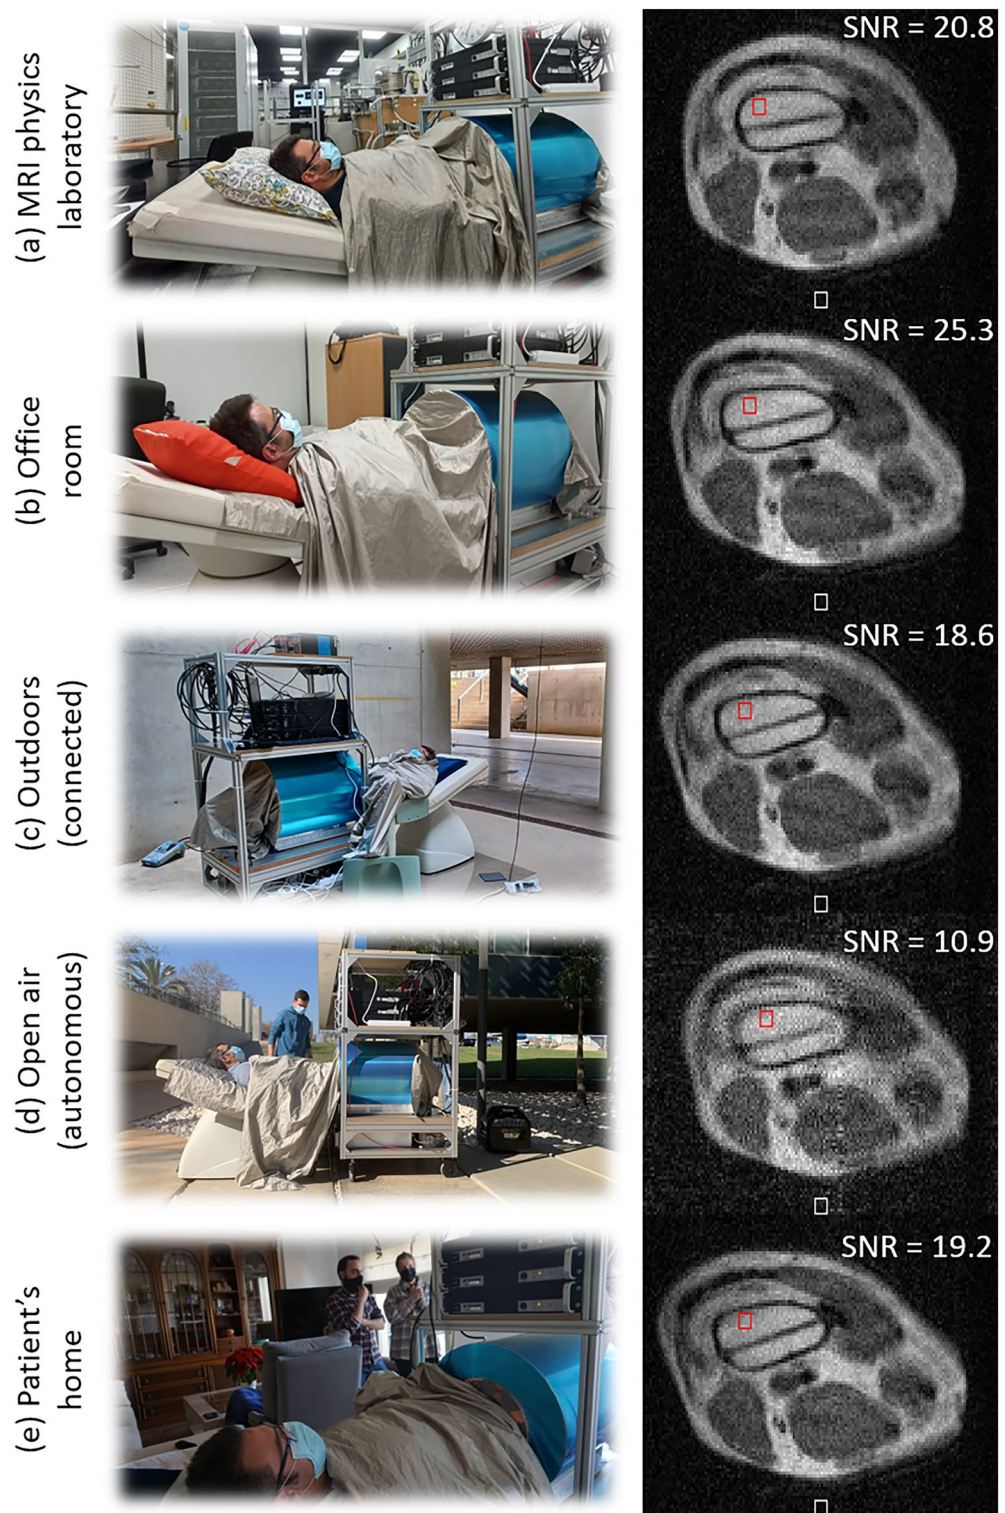 (a) MRI physics
laboratory
SNR = 20.8
(b) Office
room
SNR = 25.3
(c) Outdoors
(connected)
SNR = 18.6
(d) Open air
(autonomous)
SNR = 10.9
(e) Patient’s
home
SNR = 19.2